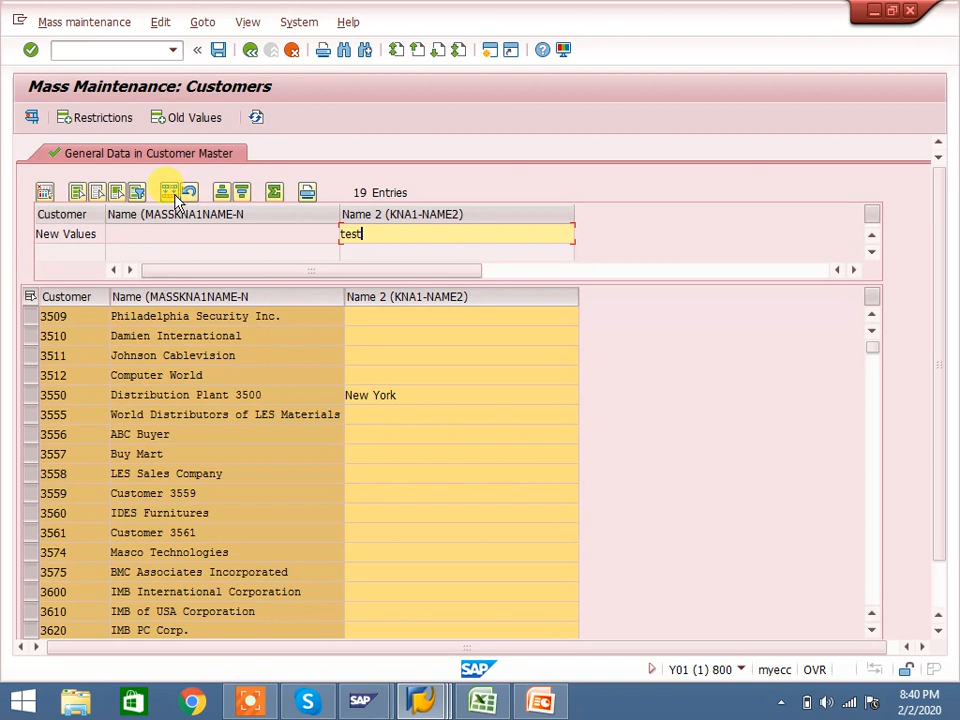 Mass maintenance Edit Goto View System Help
«
Mass Maintenance: Customers
Restrictions Old Values
General Data in Customer Master
19 Entries
Customer Name (MASSKNA1NAME-N Name 2 (KNA1-NAME2)
New Values test
Customer Name (MASSKNA1NAME-N Name 2 (KNA1-NAME2)
3509 Philadelphia Security Inc.
3510 Damien International
3511 Johnson Cablevision
3512 Computer World
3550 Distribution Plant 3500 New York
3555 World Distributors of LES Materials
3556 ABC Buyer
3557 Buy Mart
3558 LES Sales Company
3559 Customer 3559
3560 IDES Furnitures
3561 Customer 3561
3574 Masco Technologies
3575 BMC Associates Incorporated
3600 IMB International Corporation
3610 IMB of USA Corporation
3620 IMB PC Corp.
SAP Y01 (1) 800 myecc OVR
SAP
8:40 PM
2/2/2020